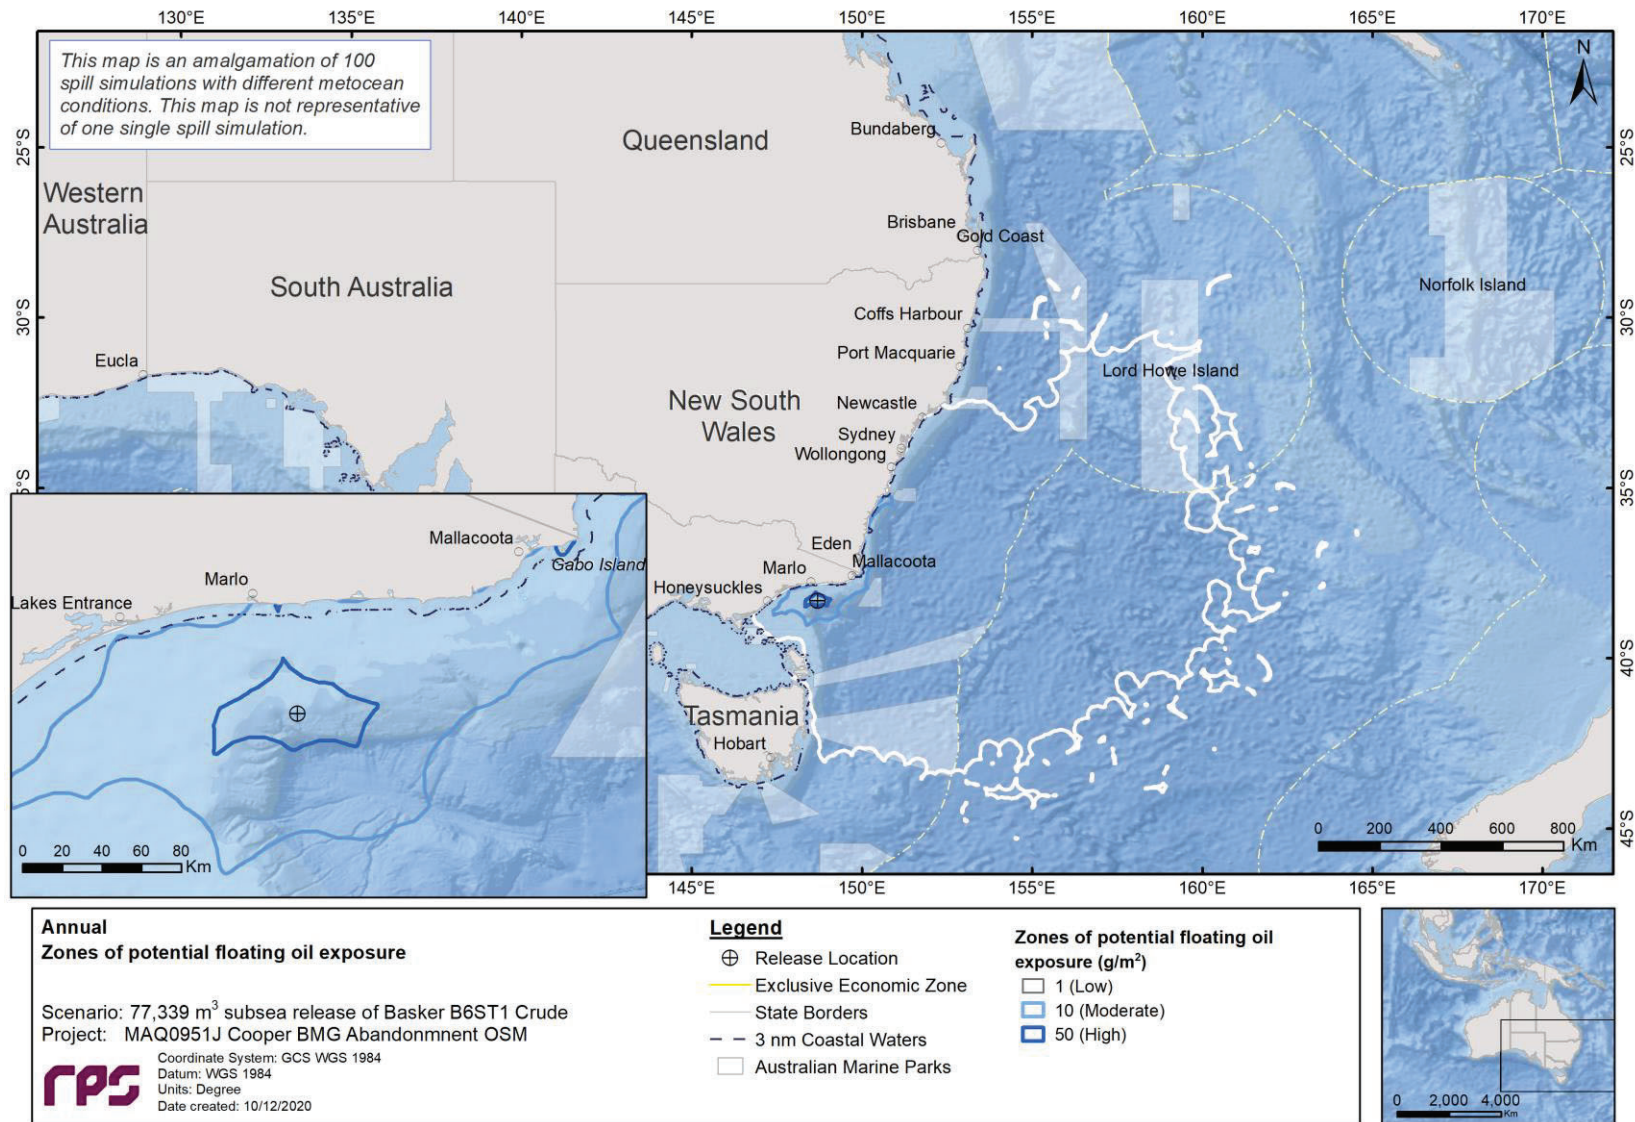 130°E 135°E 140°E 145°E 150°E 155°E 160°E 165°E 170°E
This map is an amalgamation of 100
spill simulations with different metocean
conditions. This map is not representative
of one single spill simulation.
N
Queensland
Bundaberg
25°S 25°S
Western
Australia
Brisbane
Gold Coast
South Australia
Norfolk Island
Coffs Harbour
30°S 30°S
Port Macquarie
Eucla
Lord Howe Island
New South
Wales
Newcastle
Sydney
Wollongong
5°S 35°S
Eden
Mallacoota
Marlo
Honeysuckles
Mallacoota
Gabo Island
Marlo
Lakes Entrance
40°S
Tasmania
Hobart
45°S
0 20 40 60 80
Km
0 200 400 600 800
Km
145°E 150°E 155°E 160°E 165°E 170°E
Annual
Zones of potential floating oil exposure
Scenario: 77,339 m³ subsea release of Basker B6ST1 Crude
Project: MAQ0951J Cooper BMG Abandonmnent OSM
rps
Coordinate System: GCS WGS 1984
Datum: WGS 1984
Units: Degree
Date created: 10/12/2020
Legend
Release Location
Exclusive Economic Zone
State Borders
3 nm Coastal Waters
Australian Marine Parks
Zones of potential floating oil
exposure (g/m²)
1 (Low)
10 (Moderate)
50 (High)
0 2,000 4,000
Km